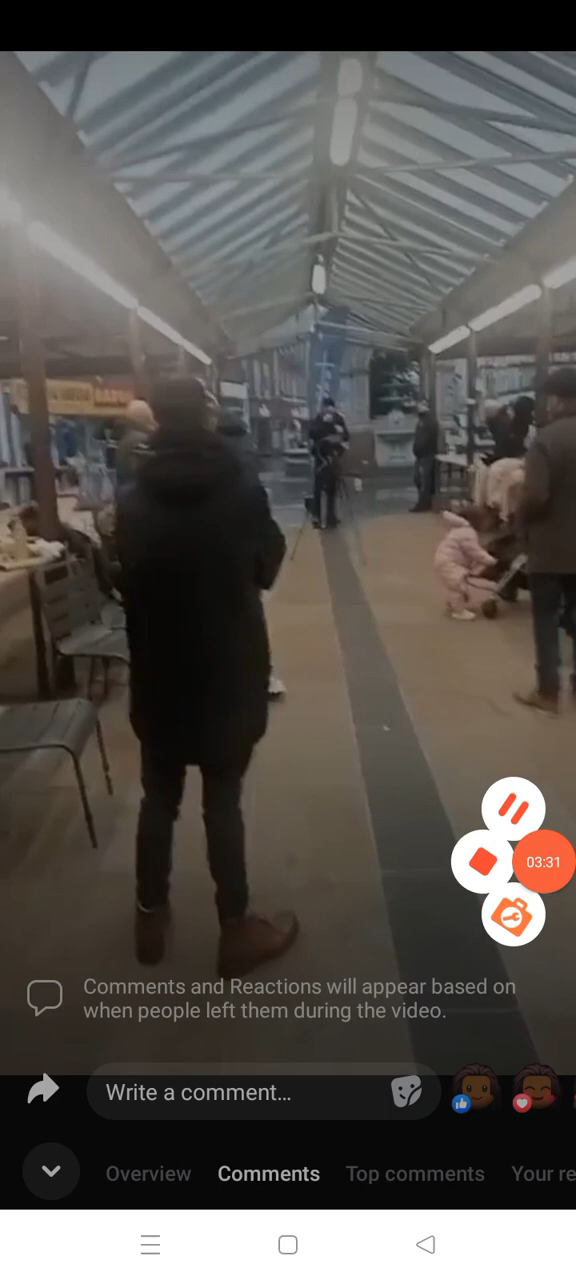 03:31
Comments and Reactions will appear based on
when people left them during the video.
Write a comment...
Overview Comments Top comments Your re